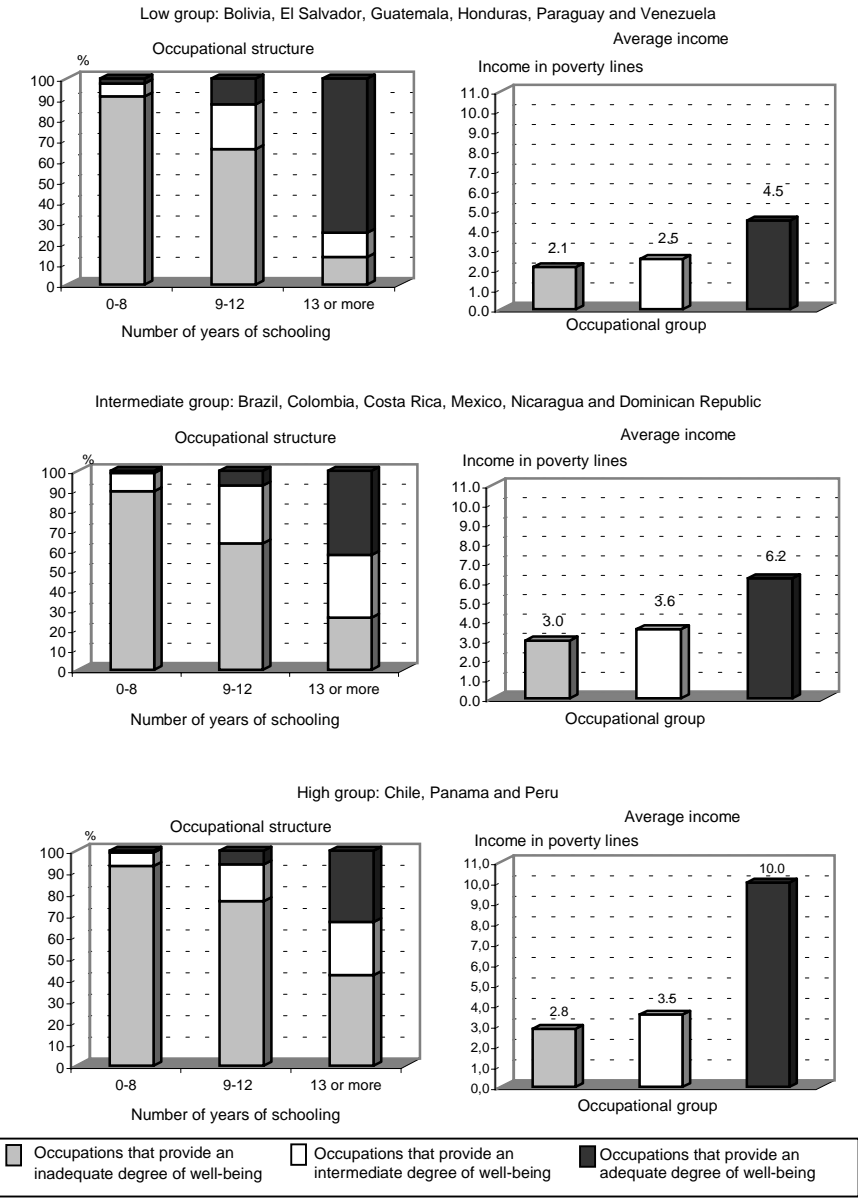 Low group: Bolivia, El Salvador, Guatemala, Honduras, Paraguay and Venezuela
Occupational structure
%
100
90
80
70
60
50
40
30
20
10
0
0-8 9-12 13 or more
Number of years of schooling
Average income
Income in poverty lines
11.0
10.0
9.0
8.0
7.0
6.0
5.0
4.0
3.0
2.0
1.0
0.0
2.1 2.5 4.5
Occupational group
Intermediate group: Brazil, Colombia, Costa Rica, Mexico, Nicaragua and Dominican Republic
Occupational structure
%
100
90
80
70
60
50
40
30
20
10
0
0-8 9-12 13 or more
Number of years of schooling
Average income
Income in poverty lines
11.0
10.0
9.0
8.0
7.0
6.0
5.0
4.0
3.0
2.0
1.0
0.0
3.0 3.6 6.2
Occupational group
High group: Chile, Panama and Peru
Occupational structure
%
100
90
80
70
60
50
40
30
20
10
0
0-8 9-12 13 or more
Number of years of schooling
Average income
Income in poverty lines
11,0
10,0
9,0
8,0
7,0
6,0
5,0
4,0
3,0
2,0
1,0
0,0
2.8 3.5 10.0
Occupational group
Occupations that provide an
inadequate degree of well-being
Occupations that provide an
intermediate degree of well-being
Occupations that provide an
adequate degree of well-being